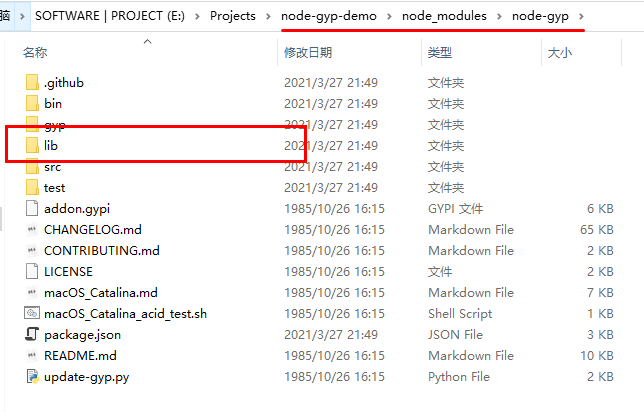 脑 > SOFTWARE | PROJECT (E:) > Projects > node-gyp-demo > node_modules > node-gyp >
名称 修改日期 类型 大小
.github 2021/3/27 21:49 文件夹
bin 2021/3/27 21:49 文件夹
gyp 2021/3/27 21:49 文件夹
lib 2021/3/27 21:49 文件夹
src 2021/3/27 21:49 文件夹
test 2021/3/27 21:49 文件夹
addon.gypi 1985/10/26 16:15 GYPI 文件 6 KB
CHANGELOG.md 1985/10/26 16:15 Markdown File 65 KB
CONTRIBUTING.md 1985/10/26 16:15 Markdown File 2 KB
LICENSE 1985/10/26 16:15 文件 2 KB
macOS_Catalina.md 1985/10/26 16:15 Markdown File 7 KB
macOS_Catalina_acid_test.sh 1985/10/26 16:15 Shell Script 1 KB
package.json 2021/3/27 21:49 JSON File 3 KB
README.md 1985/10/26 16:15 Markdown File 10 KB
update-gyp.py 1985/10/26 16:15 Python File 2 KB